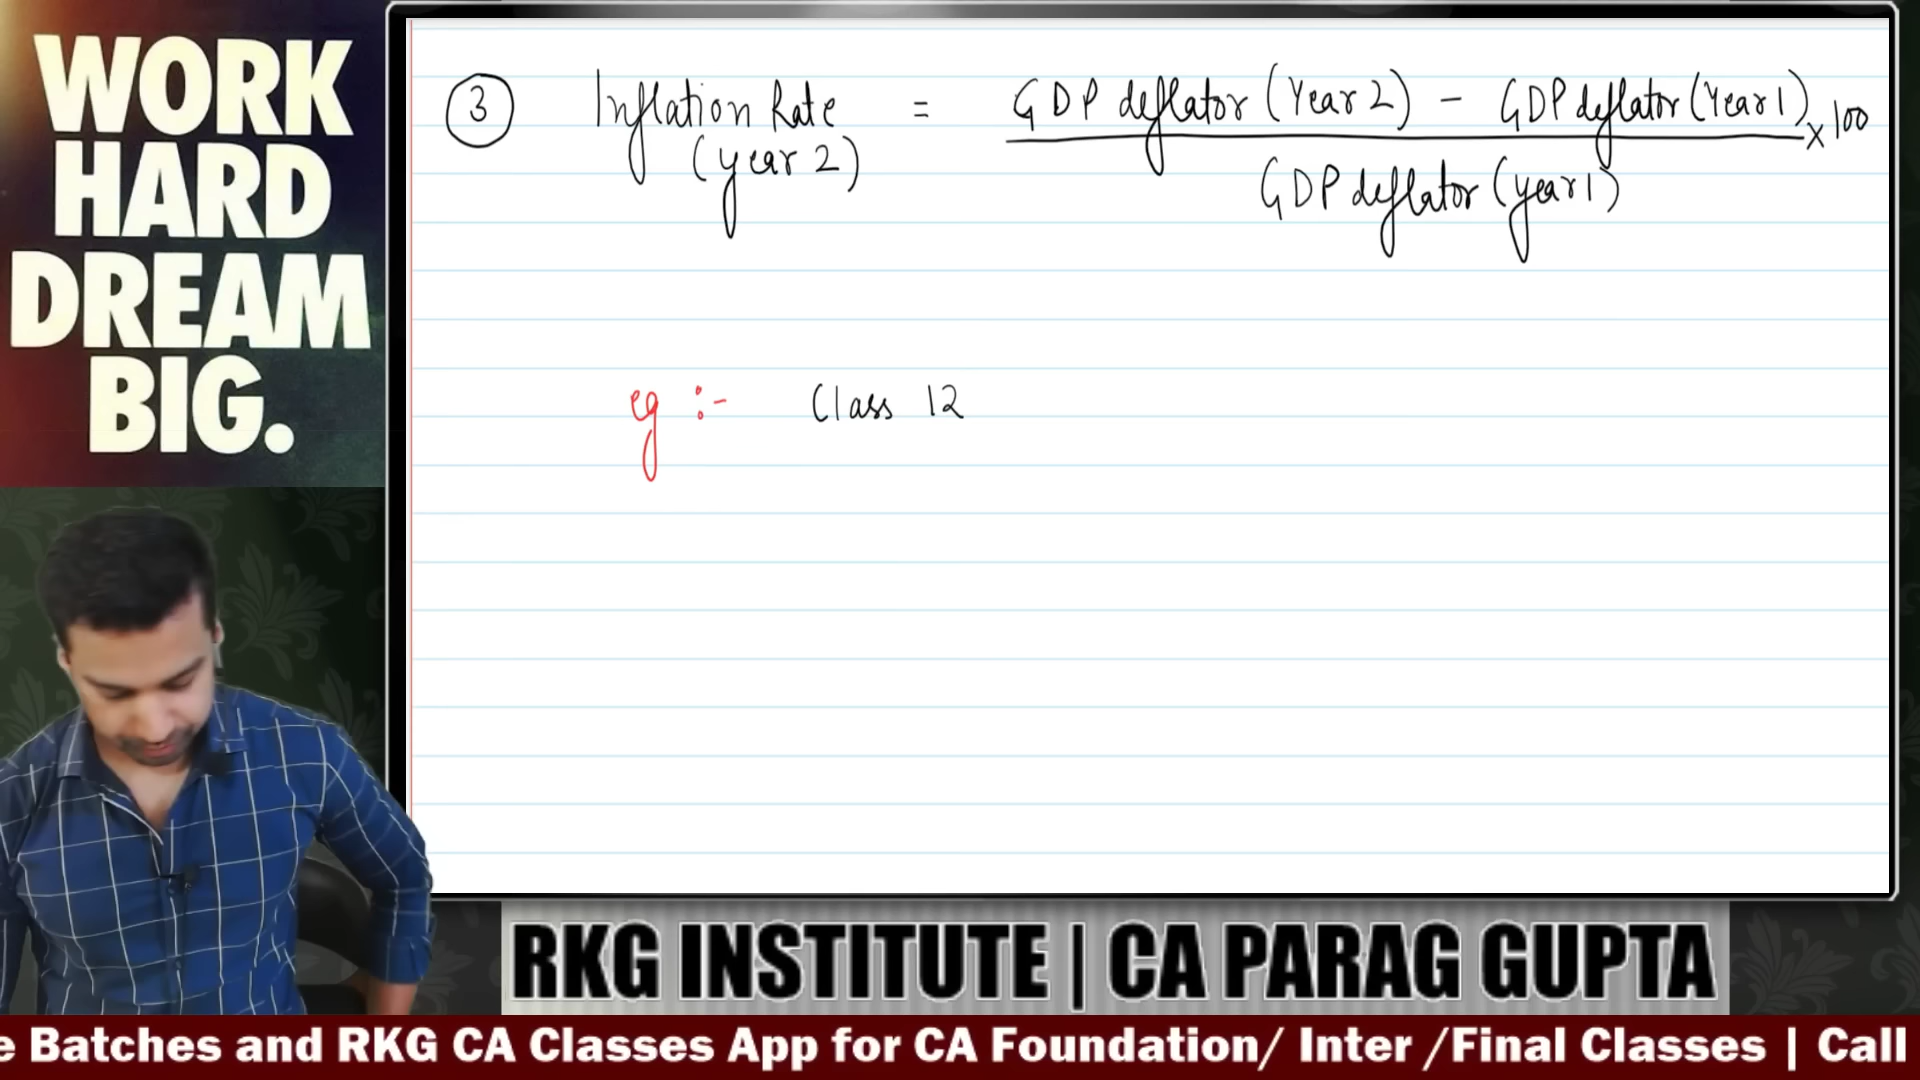 WORK
HARD
DREAM
BIG.
3 Inflation Rate = GDP deflator (Year 2) - GDP deflator (Year 1) x 100
(year 2) GDP deflator (year 1)
eg :- Class 12
RKG INSTITUTE | CA PARAG GUPTA
e Batches and RKG CA Classes App for CA Foundation/ Inter /Final Classes | Call